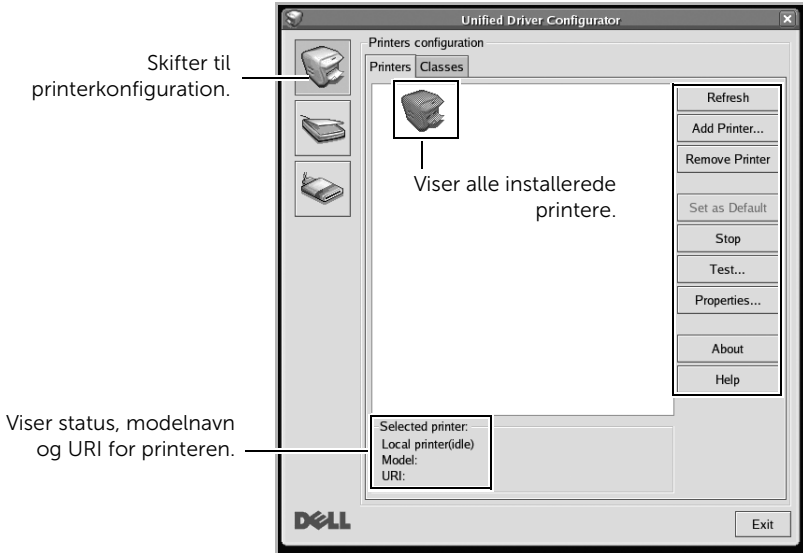 Unified Driver Configurator
Skifter til
printerkonfiguration.
Printers configuration
Printers Classes
Viser alle installerede
printere.
Refresh
Add Printer...
Remove Printer
Set as Default
Stop
Test...
Properties...
About
Help
Viser status, modelnavn
og URI for printeren.
Selected printer:
Local printer(idle)
Model:
URI:
DELL
Exit